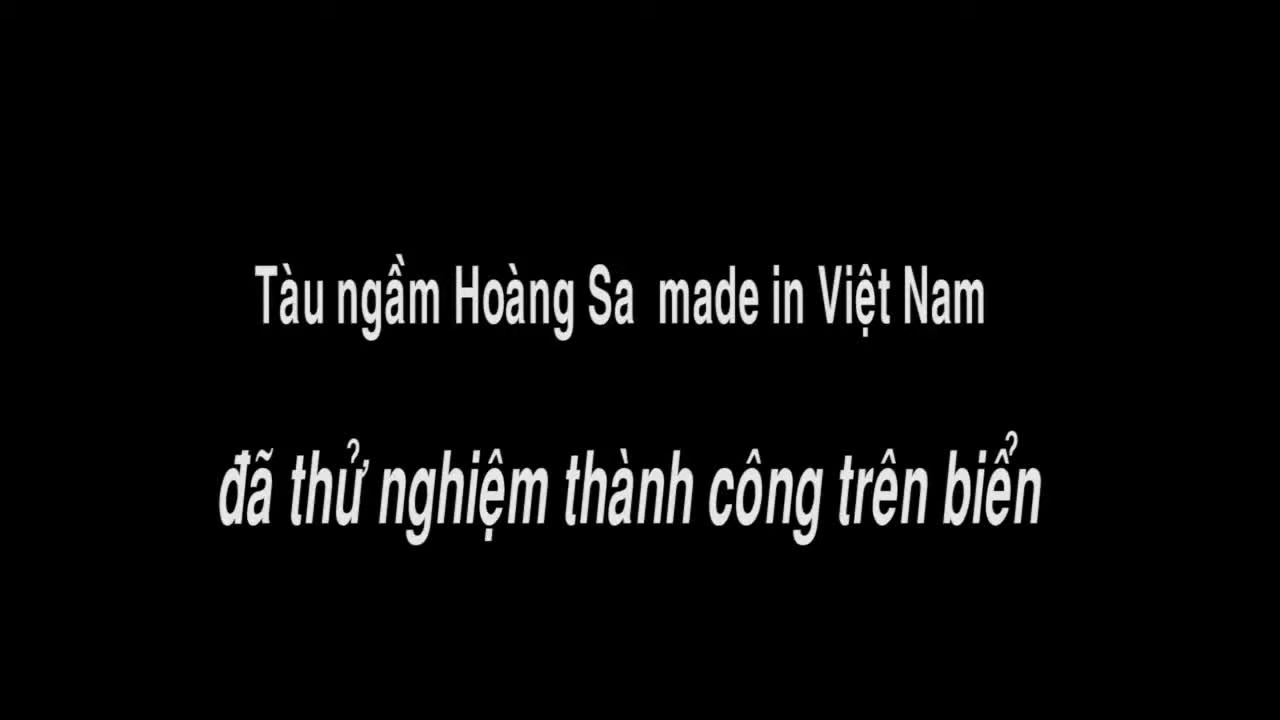 Tàu ngầm Hoàng Sa made in Việt Nam
đã thử nghiệm thành công trên biển